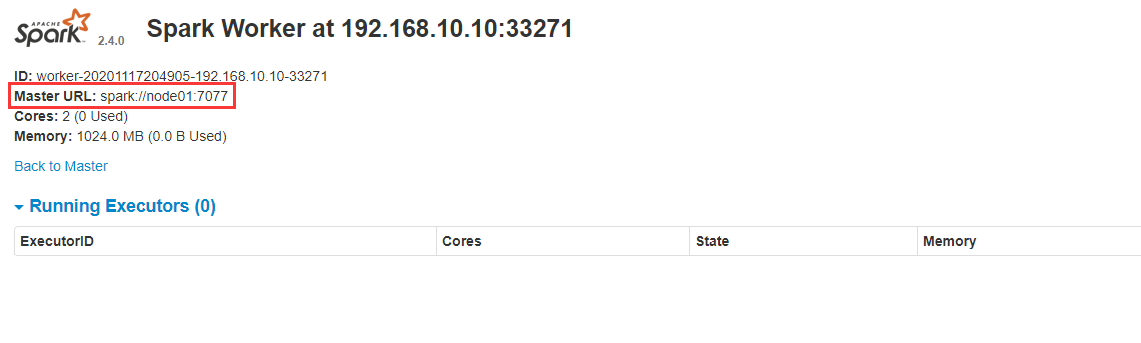 APACHE
Spark 2.4.0 Spark Worker at 192.168.10.10:33271
ID: worker-20201117204905-192.168.10.10-33271
Master URL: spark://node01:7077
Cores: 2 (0 Used)
Memory: 1024.0 MB (0.0 B Used)
Back to Master
Running Executors (0)
ExecutorID Cores State Memory